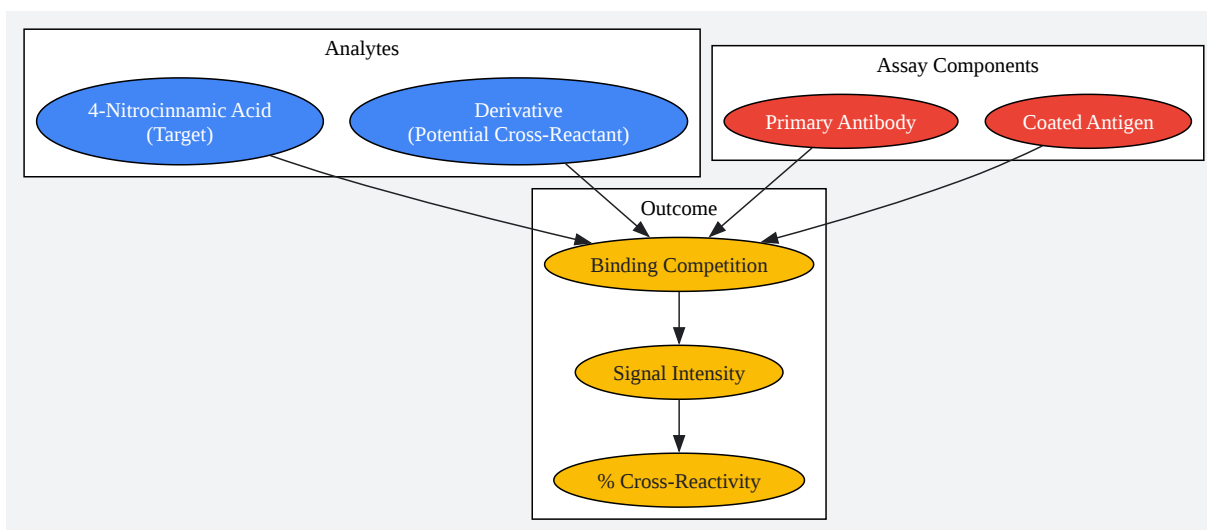 Analytes
4-Nitrocinnamic Acid
(Target)
Derivative
(Potential Cross-Reactant)
Assay Components
Primary Antibody
Coated Antigen
Outcome
Binding Competition
Signal Intensity
% Cross-Reactivity